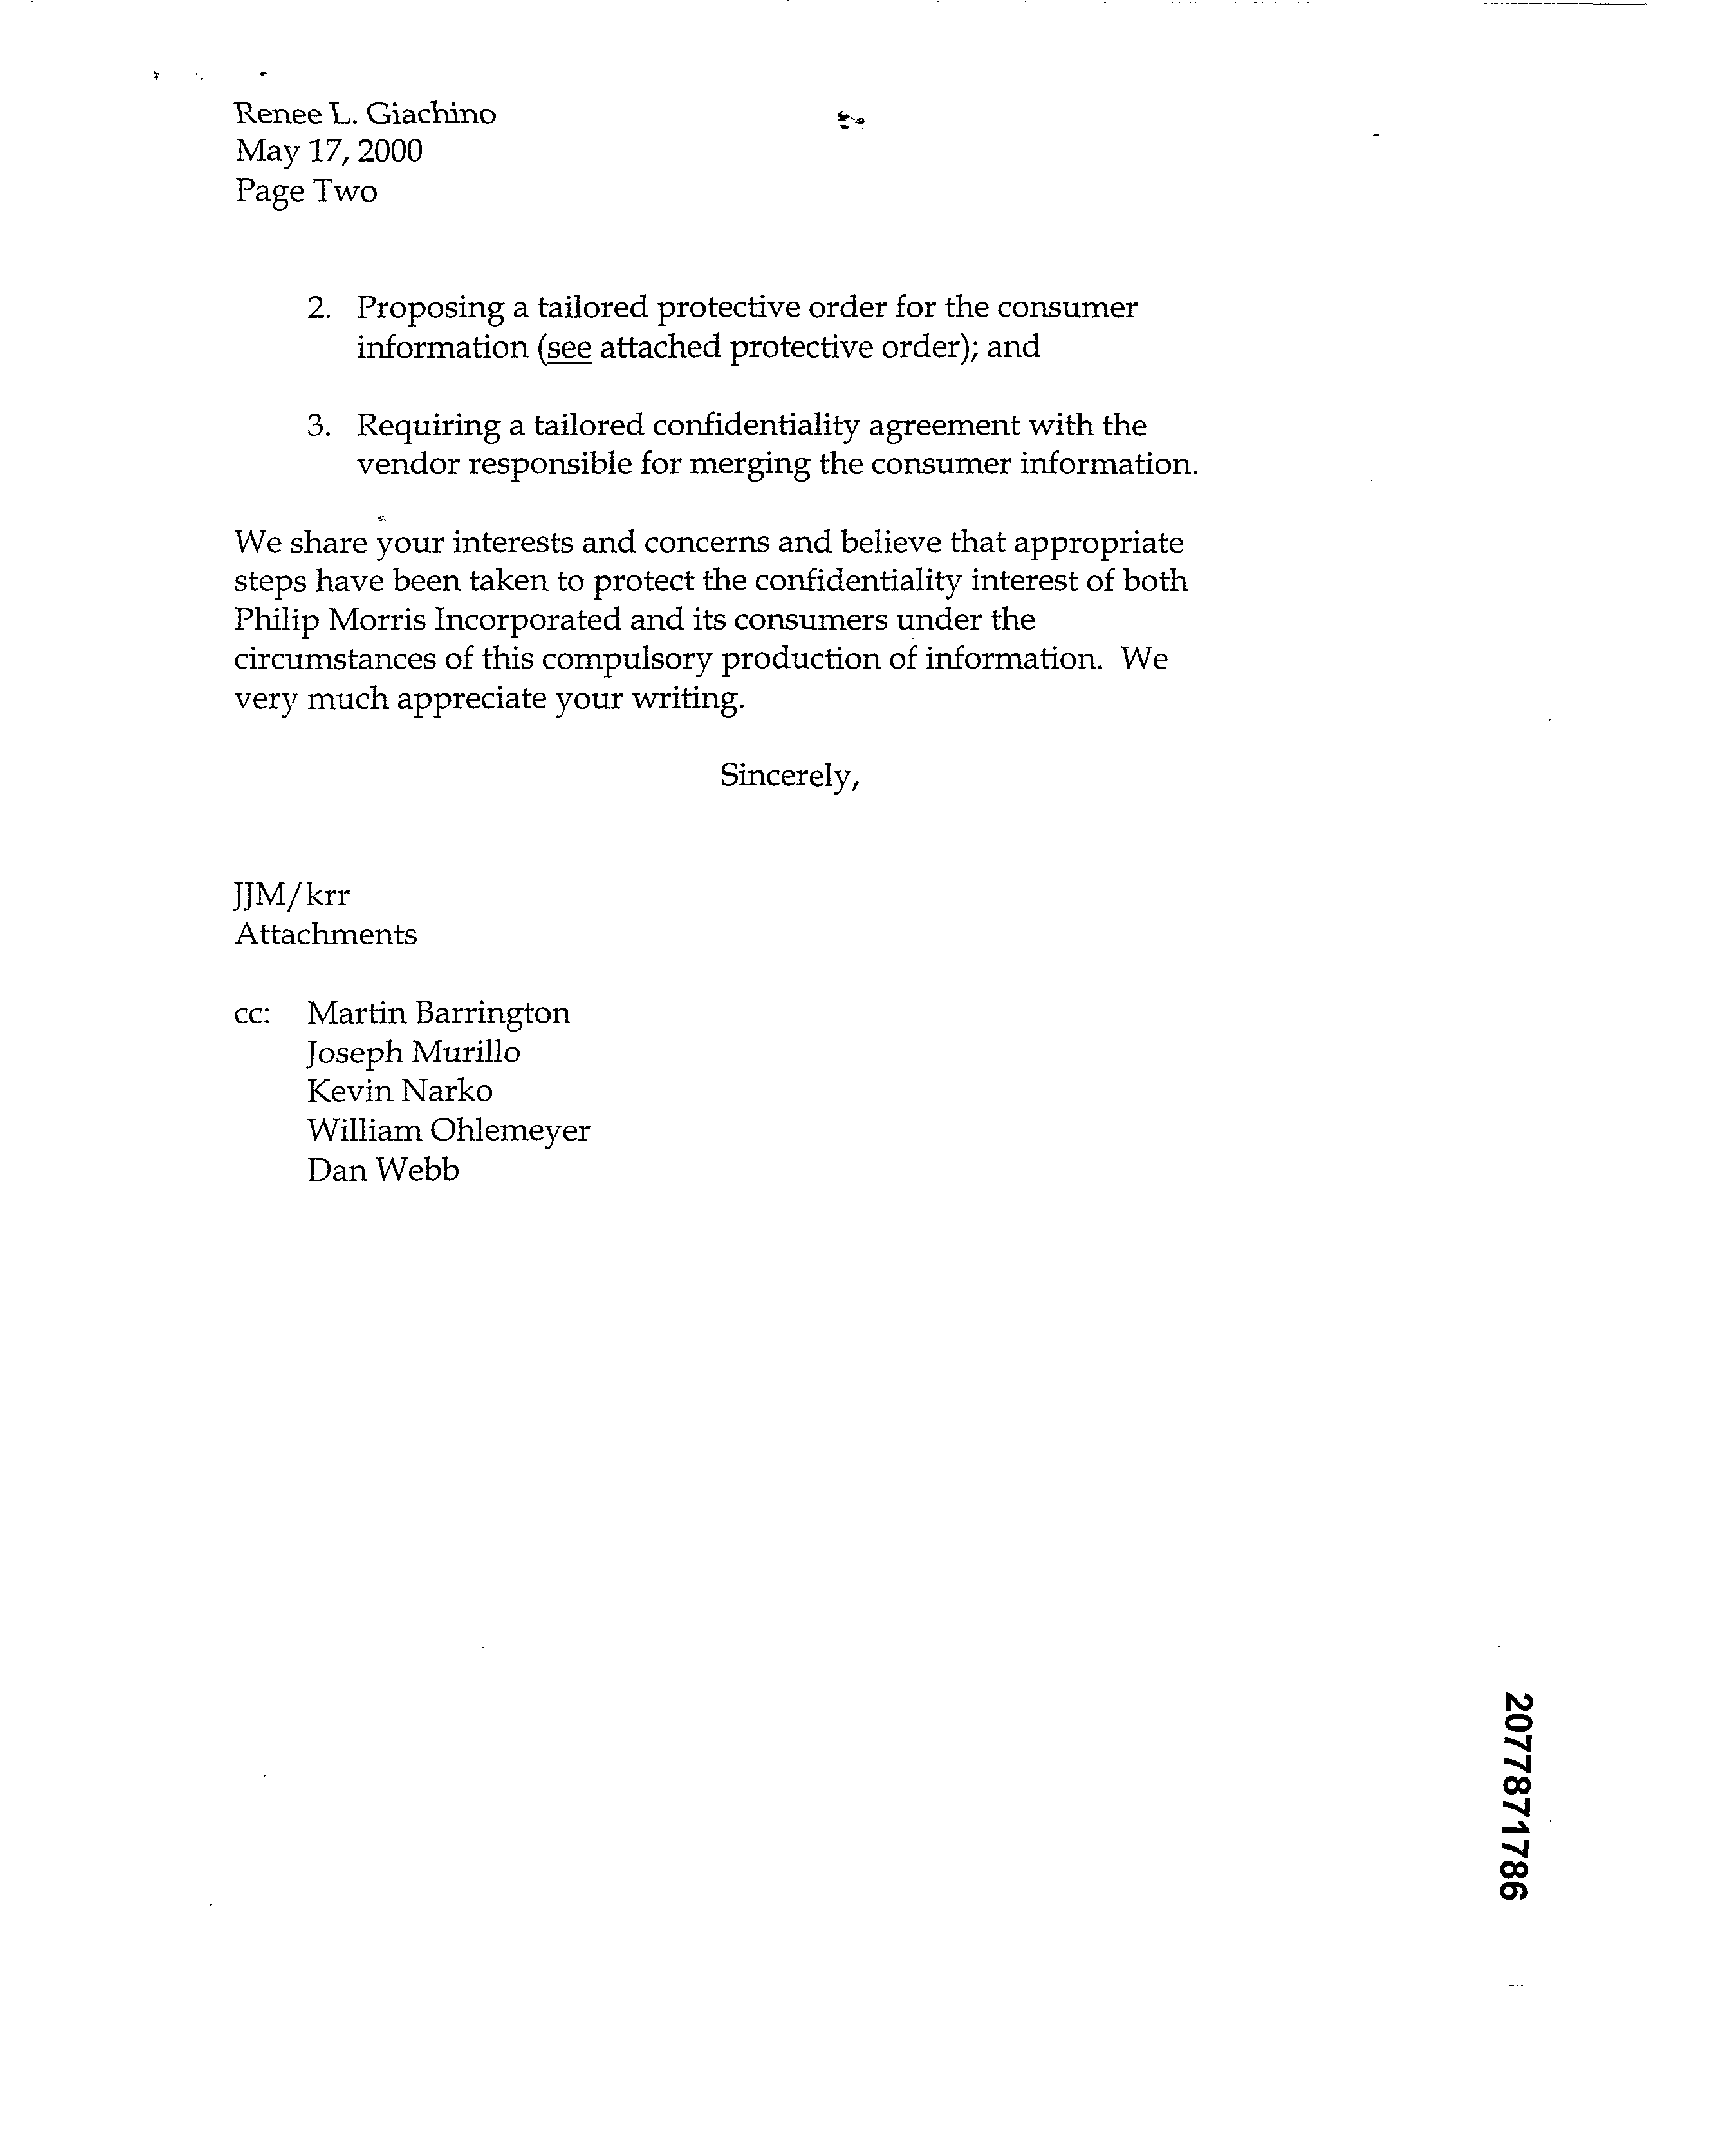 Renee L. Giachino
May 17, 2000
Page Two
2. Proposing a tailored protective order for the consumer
information (see attached protective order); and
3. Requiring a tailored confidentiality agreement with the
vendor responsible for merging the consumer information.
We share your interests and concerns and believe that appropriate
steps have been taken to protect the confidentiality interest of both
Philip Morris Incorporated and its consumers under the
circumstances of this compulsory production of information. We
very much appreciate your writing.
Sincerely,
JJM/krr
Attachments
cc: Martin Barrington
Joseph Murillo
Kevin Narko
William Ohlemeyer
Dan Webb
2077871786